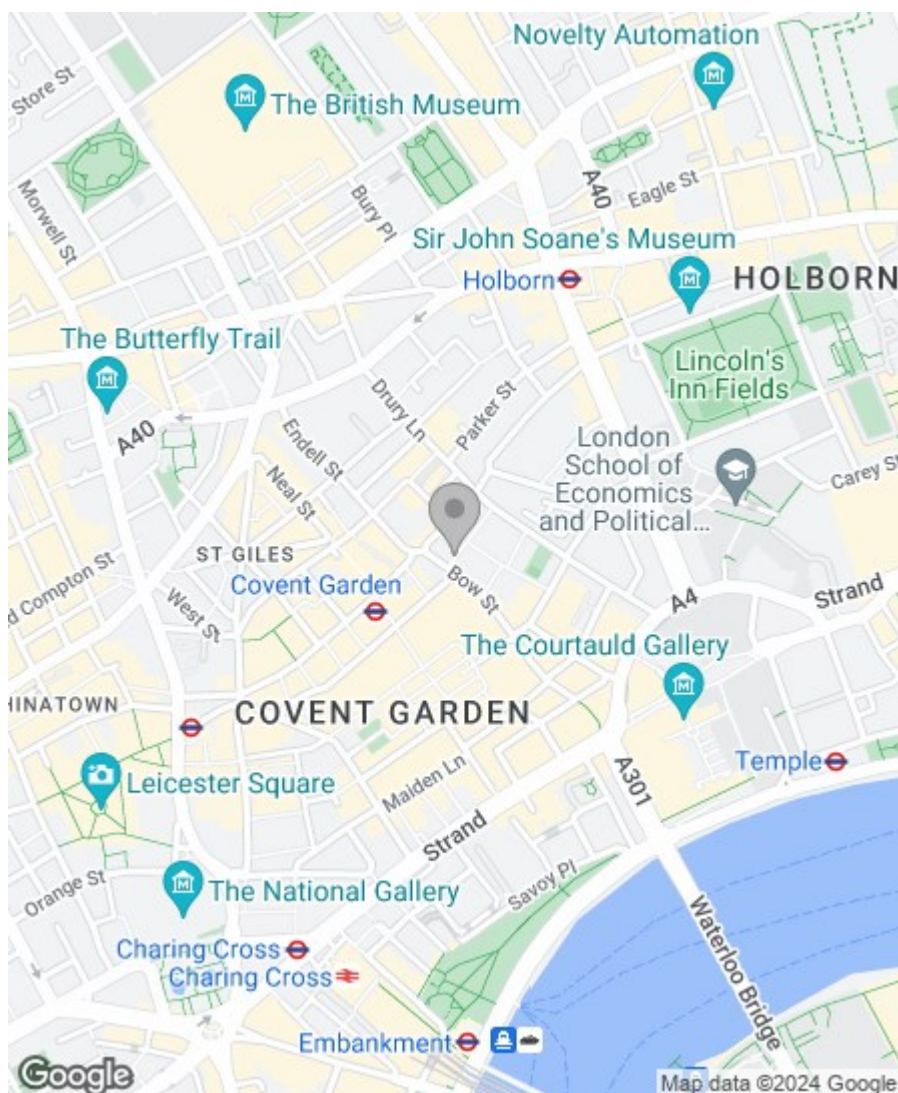 Novelty Automation
Store St
The British Museum
Morwell St
Bury Pl
A40
Eagle St
Sir John Soane's Museum
Holborn
HOLBORN
The Butterfly Trail
Lincoln's
Inn Fields
Drury Ln
Parker St
A40
Endell St
Neal St
London
School of
Economics
and Political...
Carey St
ST GILES
d Compton St
Covent Garden
Bow St
West St
A4
Strand
The Courtauld Gallery
HINATOWN
COVENT GARDEN
Temple
Leicester Square
Maiden Ln
A301
Strand
Orange St
The National Gallery
Savoy Pl
Charing Cross
Charing Cross
Waterloo Bridge
Embankment
Google
Map data ©2024 Google